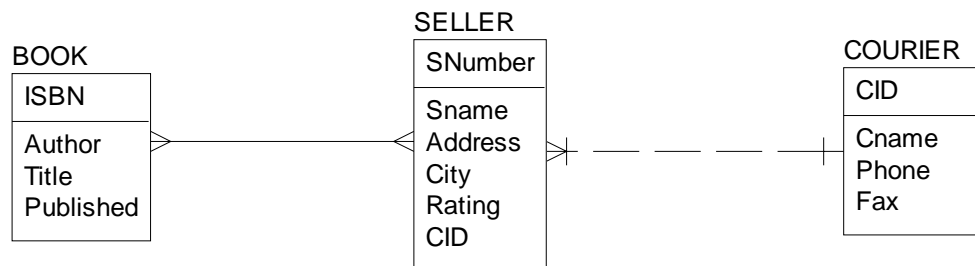 BOOK
ISBN
Author
Title
Published
SELLER
SNumber
Sname
Address
City
Rating
CID
COURIER
CID
Cname
Phone
Fax